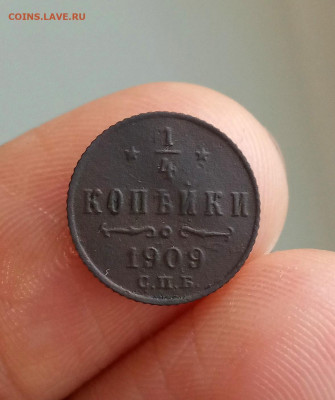 COINS.LAVE.RU
1/4
КОПѢЙКИ
1909
С.П.Б.